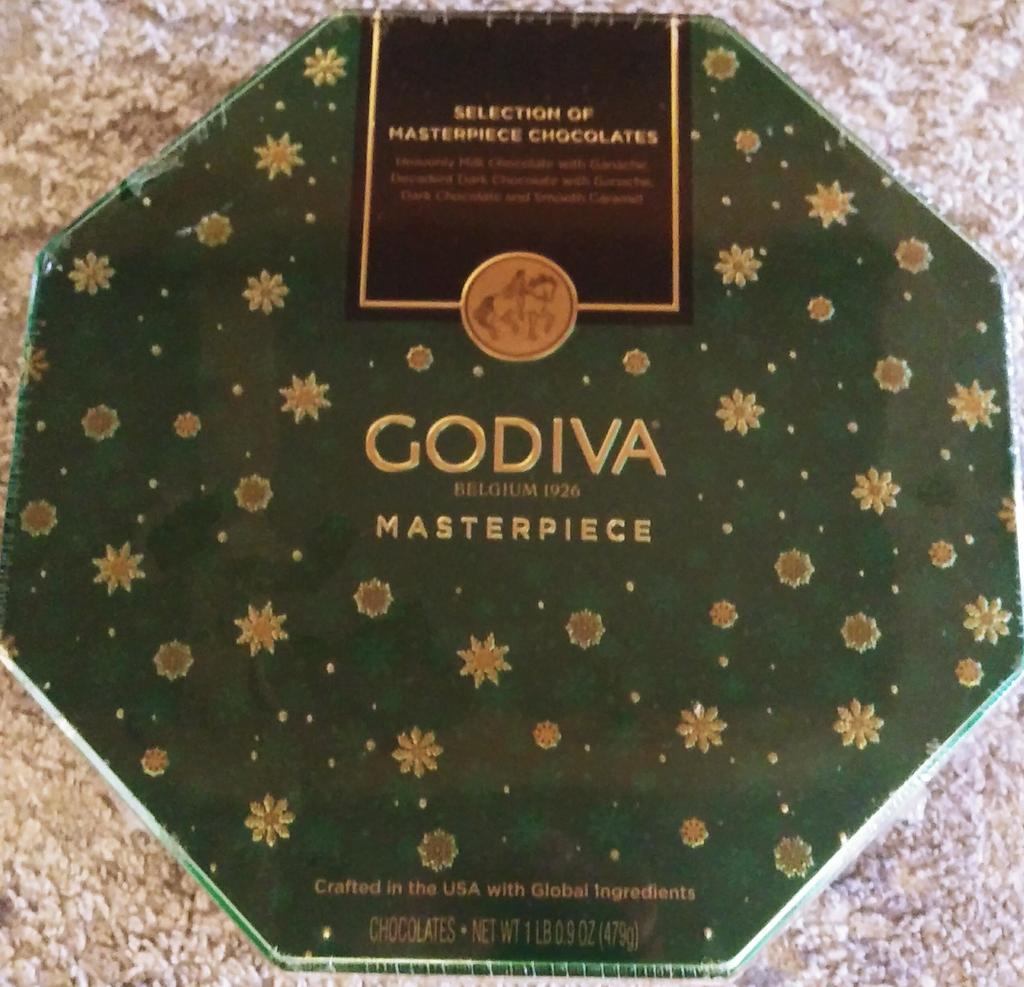 SELECTION OF
MASTERPIECE CHOCOLATES
Heavenly Milk Chocolate with Ganache
Decadent Dark Chocolate with Ganache,
Dark Chocolate and Smooth Caramel
GODIVA
BELGIUM 1926
MASTERPIECE
Crafted in the USA with Global Ingredients
CHOCOLATES • NET WT 1 LB 0.9 OZ (479g)